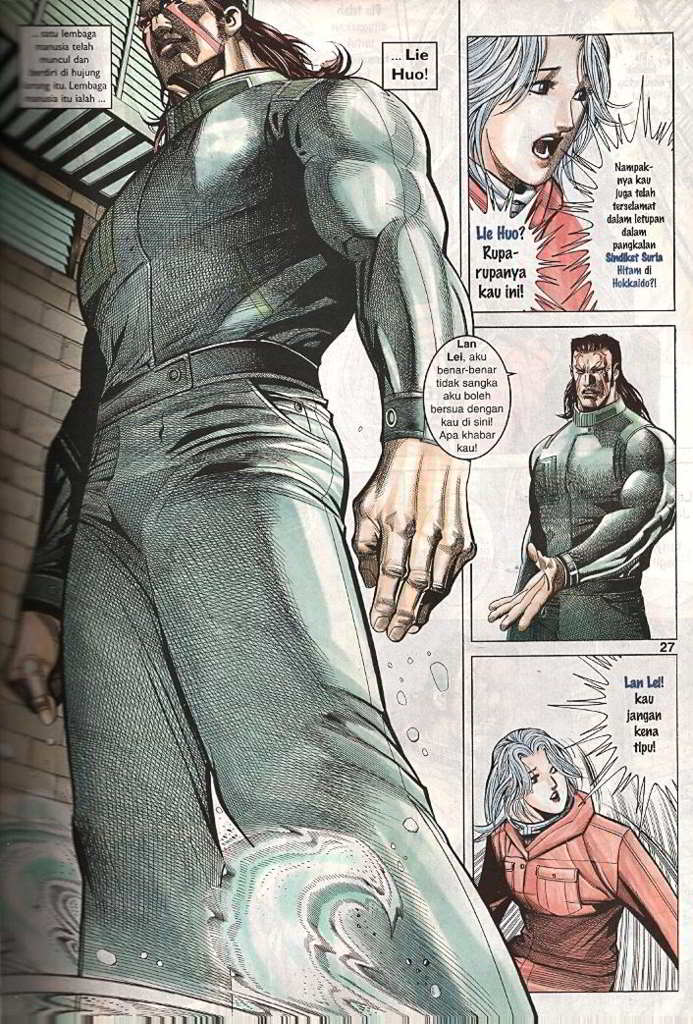 ... satu lembaga
manusia telah
muncul dan
berdiri di hujung
orang itu. Lembaga
manusia itu ialah ...
... Lie
Huo!
Lie Huo?
Rupa-
rupanya
kau ini!
Nampak-
nya kau
juga telah
terselamat
dalam letupan
dalam
pangkalan
Sindiket Suria
Hitam di
Hokkaido?!
Lan
Lei, aku
benar-benar
tidak sangka
aku boleh
bersua dengan
kau di sini!
Apa khabar
kau!
27
Lan Lei!
kau
jangan
kena
tipu!